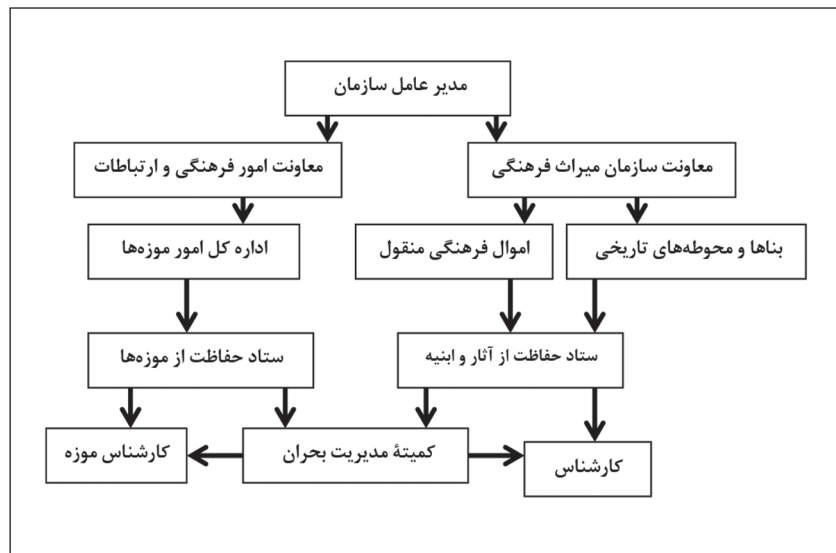 مدیر عامل سازمان
معاونت سازمان میراث فرهنگی
معاونت امور فرهنگی و ارتباطات
بناها و محوطه‌های تاریخی
اموال فرهنگی منقول
اداره کل امور موزه‌ها
ستاد حفاظت از آثار و ابنیه
ستاد حفاظت از موزه‌ها
کارشناس
کمیتهٔ مدیریت بحران
کارشناس موزه